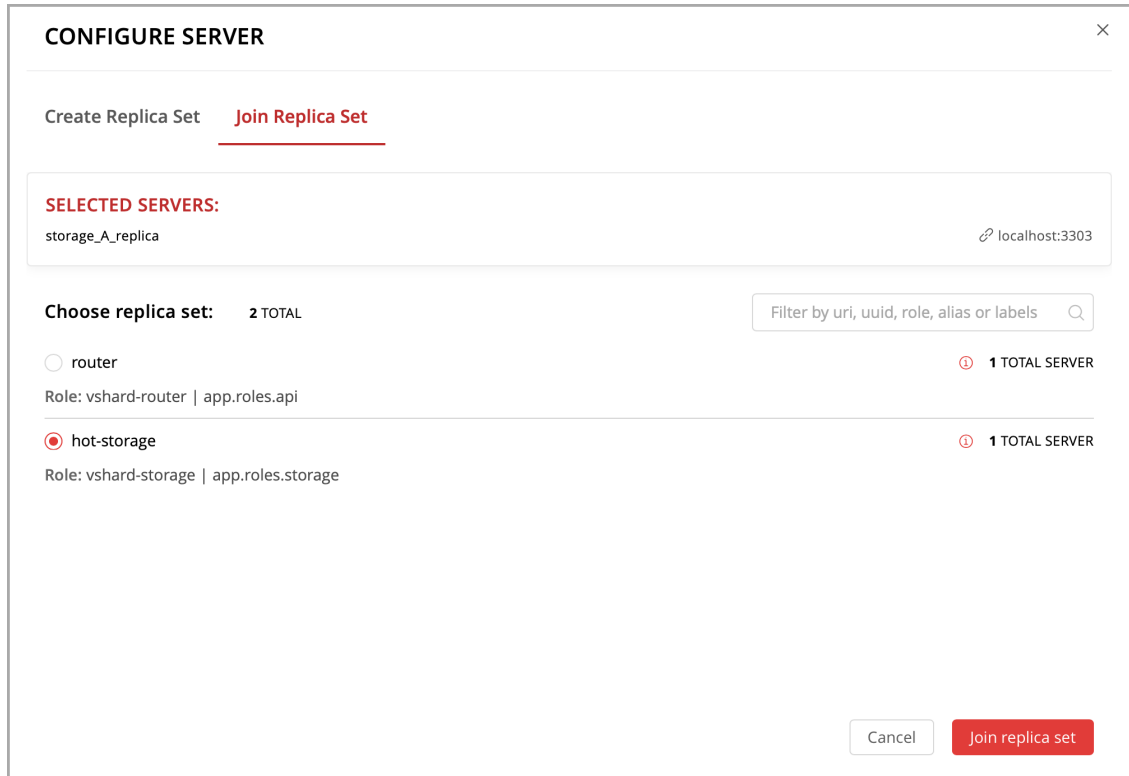 CONFIGURE SERVER
Create Replica Set Join Replica Set
SELECTED SERVERS:
storage_A_replica localhost:3303
Choose replica set: 2 TOTAL Filter by uri, uuid, role, alias or labels
router 1 TOTAL SERVER
Role: vshard-router | app.roles.api
hot-storage 1 TOTAL SERVER
Role: vshard-storage | app.roles.storage
Cancel Join replica set